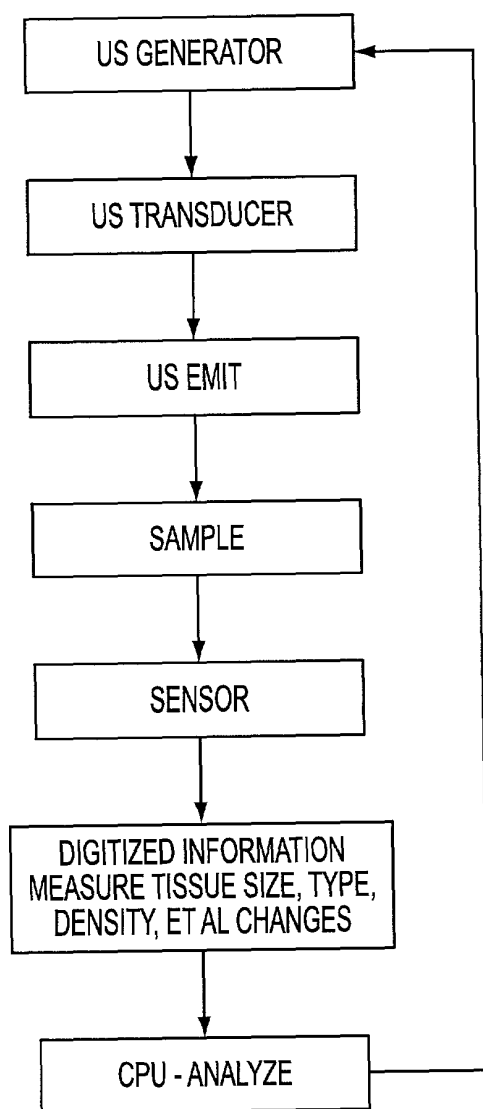 US GENERATOR
US TRANSDUCER
US EMIT
SAMPLE
SENSOR
DIGITIZED INFORMATION
MEASURE TISSUE SIZE, TYPE,
DENSITY, ET AL CHANGES
CPU - ANALYZE